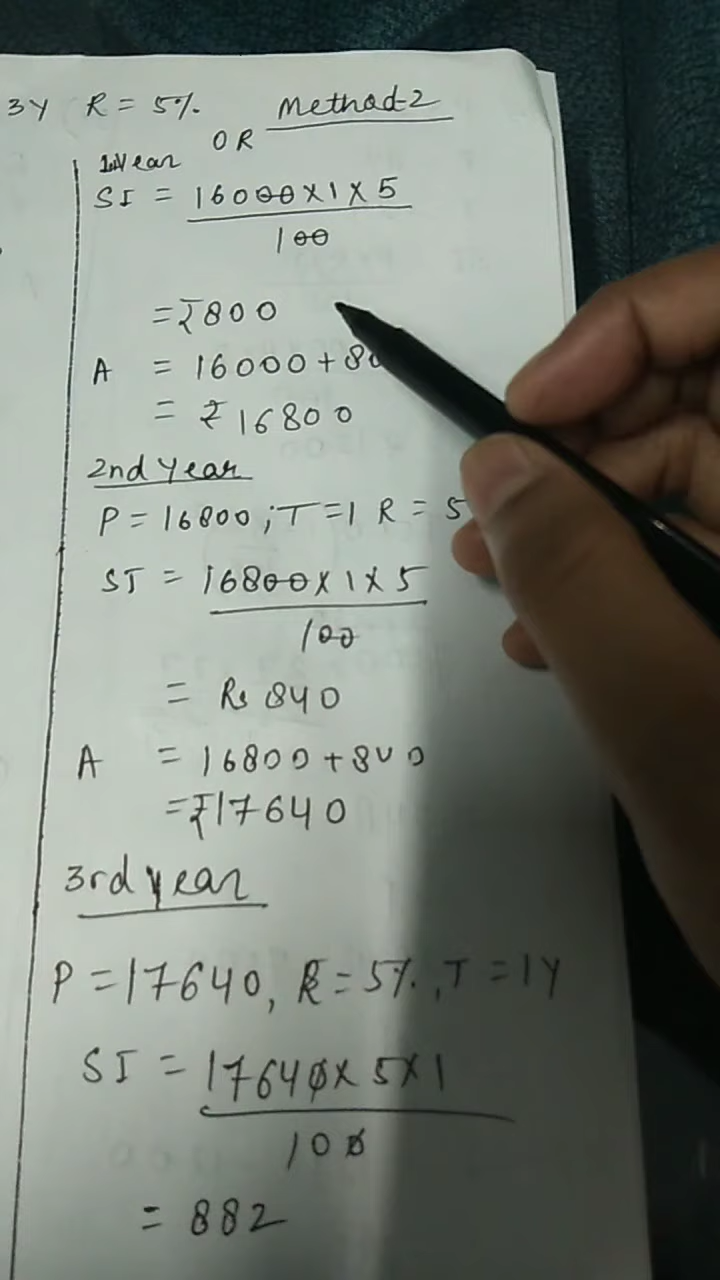 3Y R = 5% Method-2
OR
1st Year
SI = 16000 x 1 x 5
100
= ₹800
A = 16000 + 80
= ₹ 16800
2nd Year
P = 16800 ; T = 1 R = 5
SI = 16800 x 1 x 5
100
= Rs 840
A = 16800 + 840
= ₹17640
3rd year
P = 17640, R = 5%, T = 1Y
SI = 17640 x 5 x 1
100
= 882